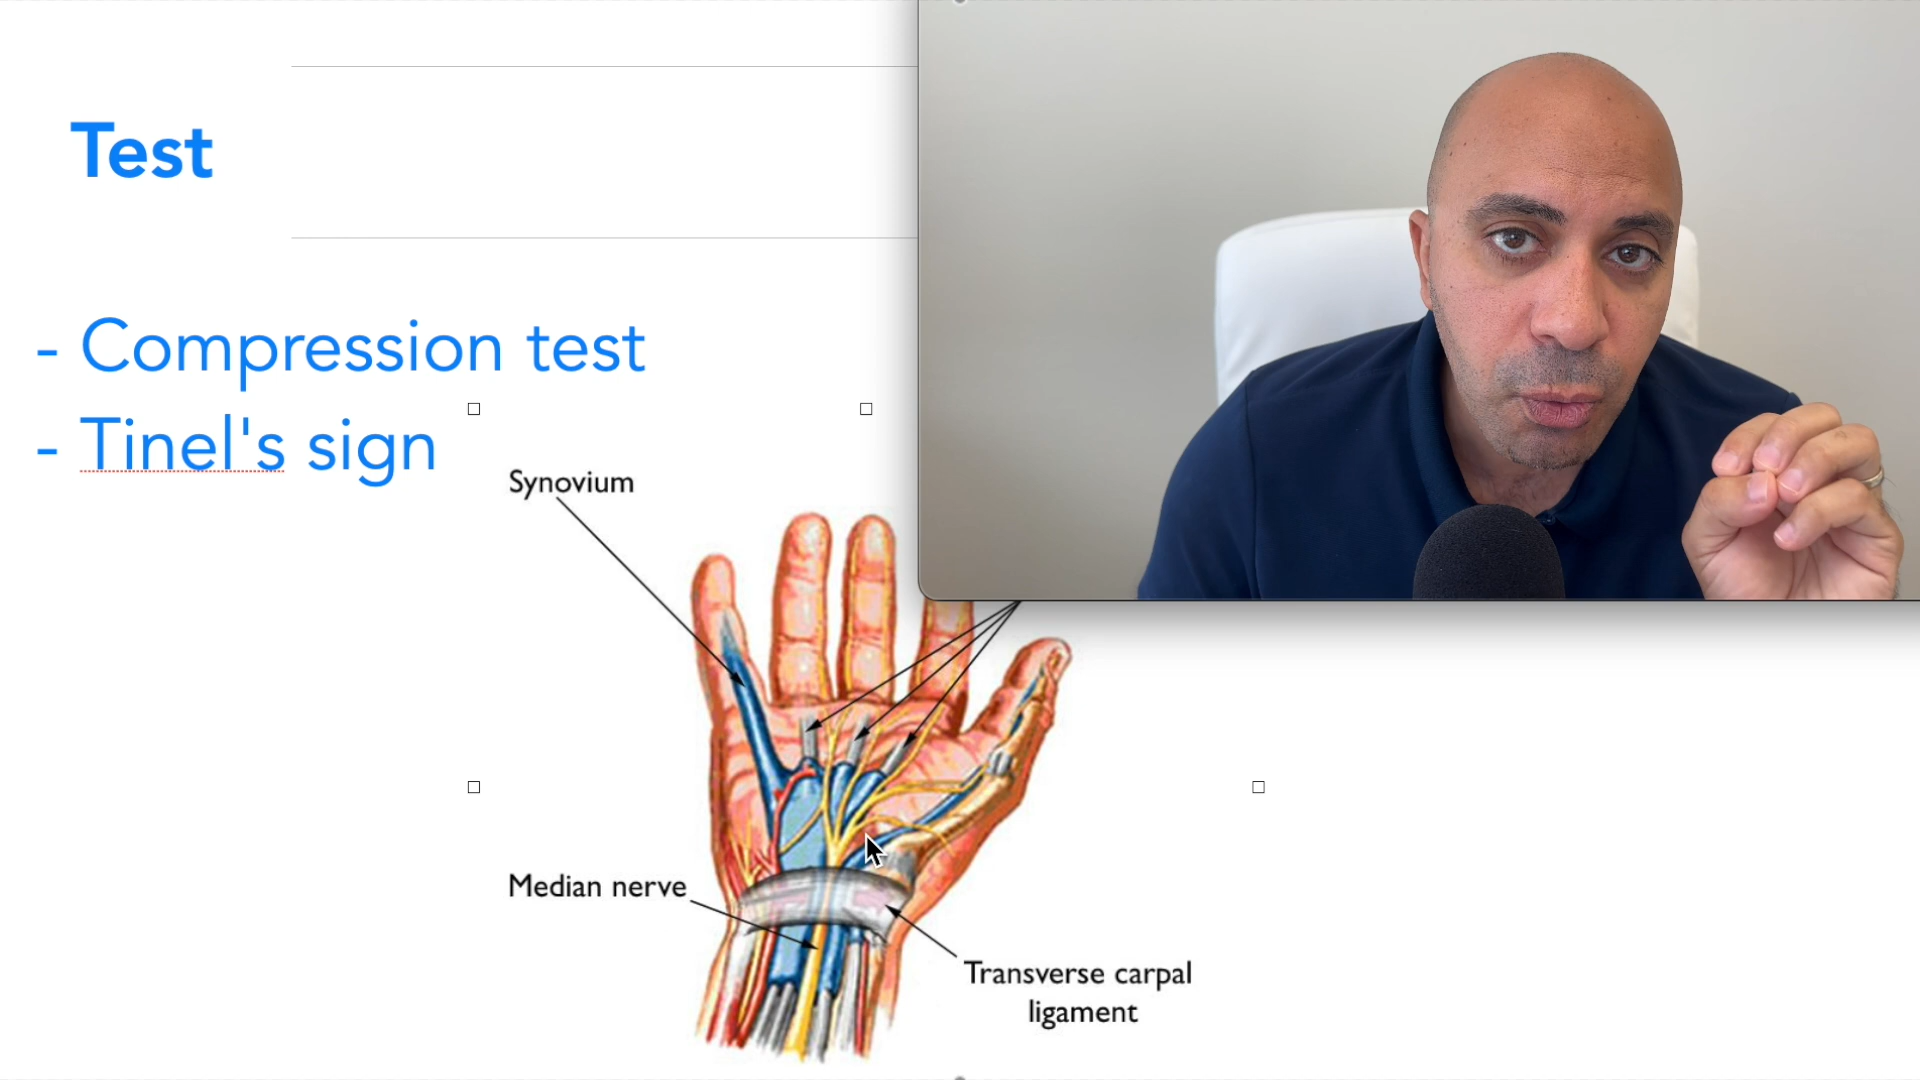 Test
- Compression test
- Tinel's sign
Synovium
Median nerve
Transverse carpal
ligament